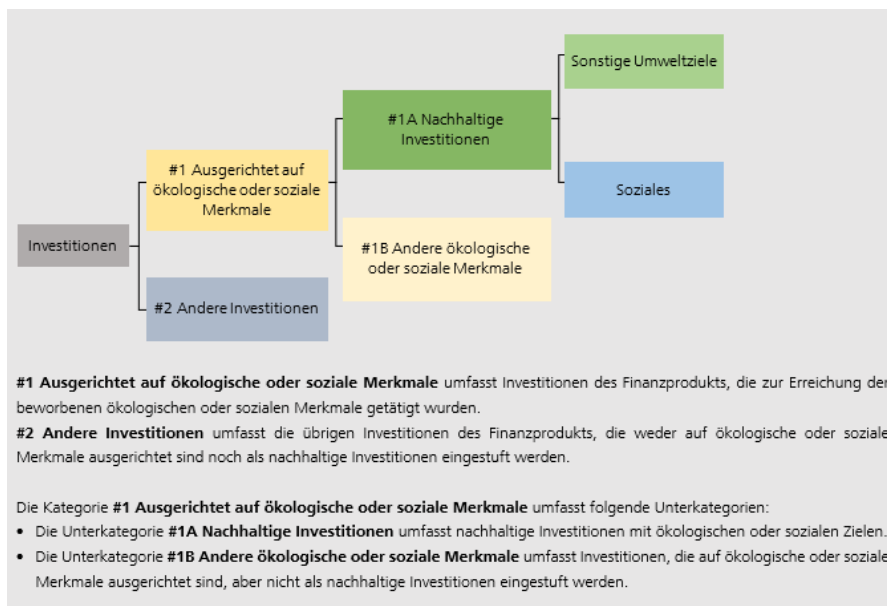 Sonstige Umweltziele
#1A Nachhaltige
Investitionen
#1 Ausgerichtet auf
ökologische oder soziale
Merkmale
Soziales
Investitionen
#1B Andere ökologische
oder soziale Merkmale
#2 Andere Investitionen
#1 Ausgerichtet auf ökologische oder soziale Merkmale umfasst Investitionen des Finanzprodukts, die zur Erreichung der
beworbenen ökologischen oder sozialen Merkmale getätigt wurden.
#2 Andere Investitionen umfasst die übrigen Investitionen des Finanzprodukts, die weder auf ökologische oder soziale
Merkmale ausgerichtet sind noch als nachhaltige Investitionen eingestuft werden.
Die Kategorie #1 Ausgerichtet auf ökologische oder soziale Merkmale umfasst folgende Unterkategorien:
• Die Unterkategorie #1A Nachhaltige Investitionen umfasst nachhaltige Investitionen mit ökologischen oder sozialen Zielen.
• Die Unterkategorie #1B Andere ökologische oder soziale Merkmale umfasst Investitionen, die auf ökologische oder soziale
Merkmale ausgerichtet sind, aber nicht als nachhaltige Investitionen eingestuft werden.